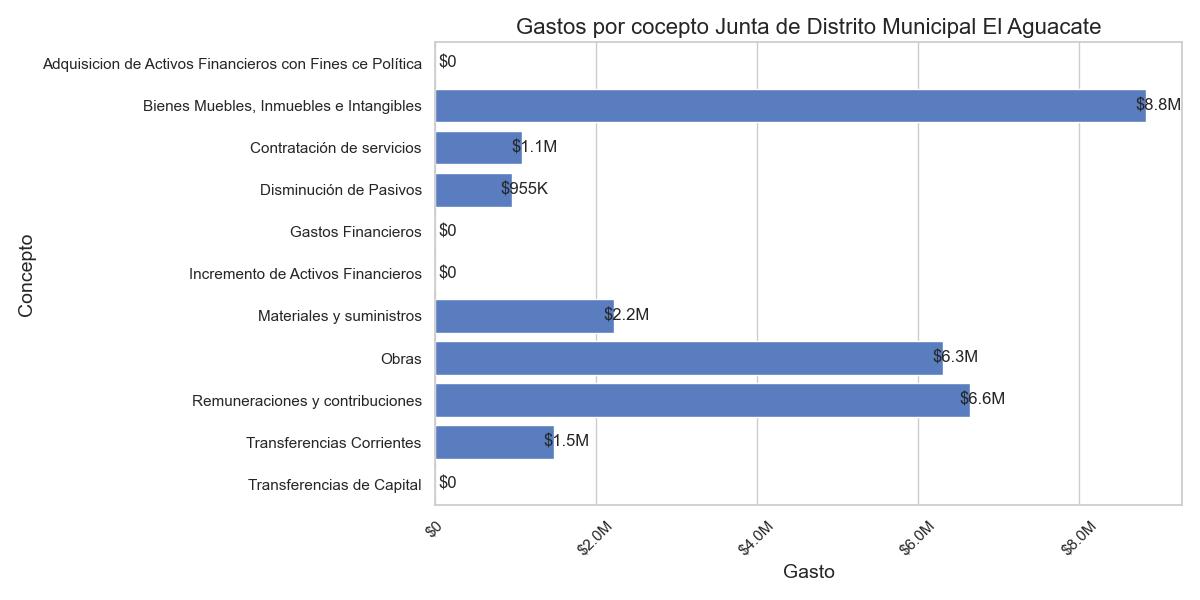 Gastos por cocepto Junta de Distrito Municipal El Aguacate
Adquisicion de Activos Financieros con Fines ce Política $0
Bienes Muebles, Inmuebles e Intangibles $8.8M
Contratación de servicios $1.1M
Disminución de Pasivos $955K
Gastos Financieros $0
Incremento de Activos Financieros $0
Materiales y suministros $2.2M
Obras $6.3M
Remuneraciones y contribuciones $6.6M
Transferencias Corrientes $1.5M
Transferencias de Capital $0
Concepto
$0 $2.0M $4.0M $6.0M $8.0M
Gasto